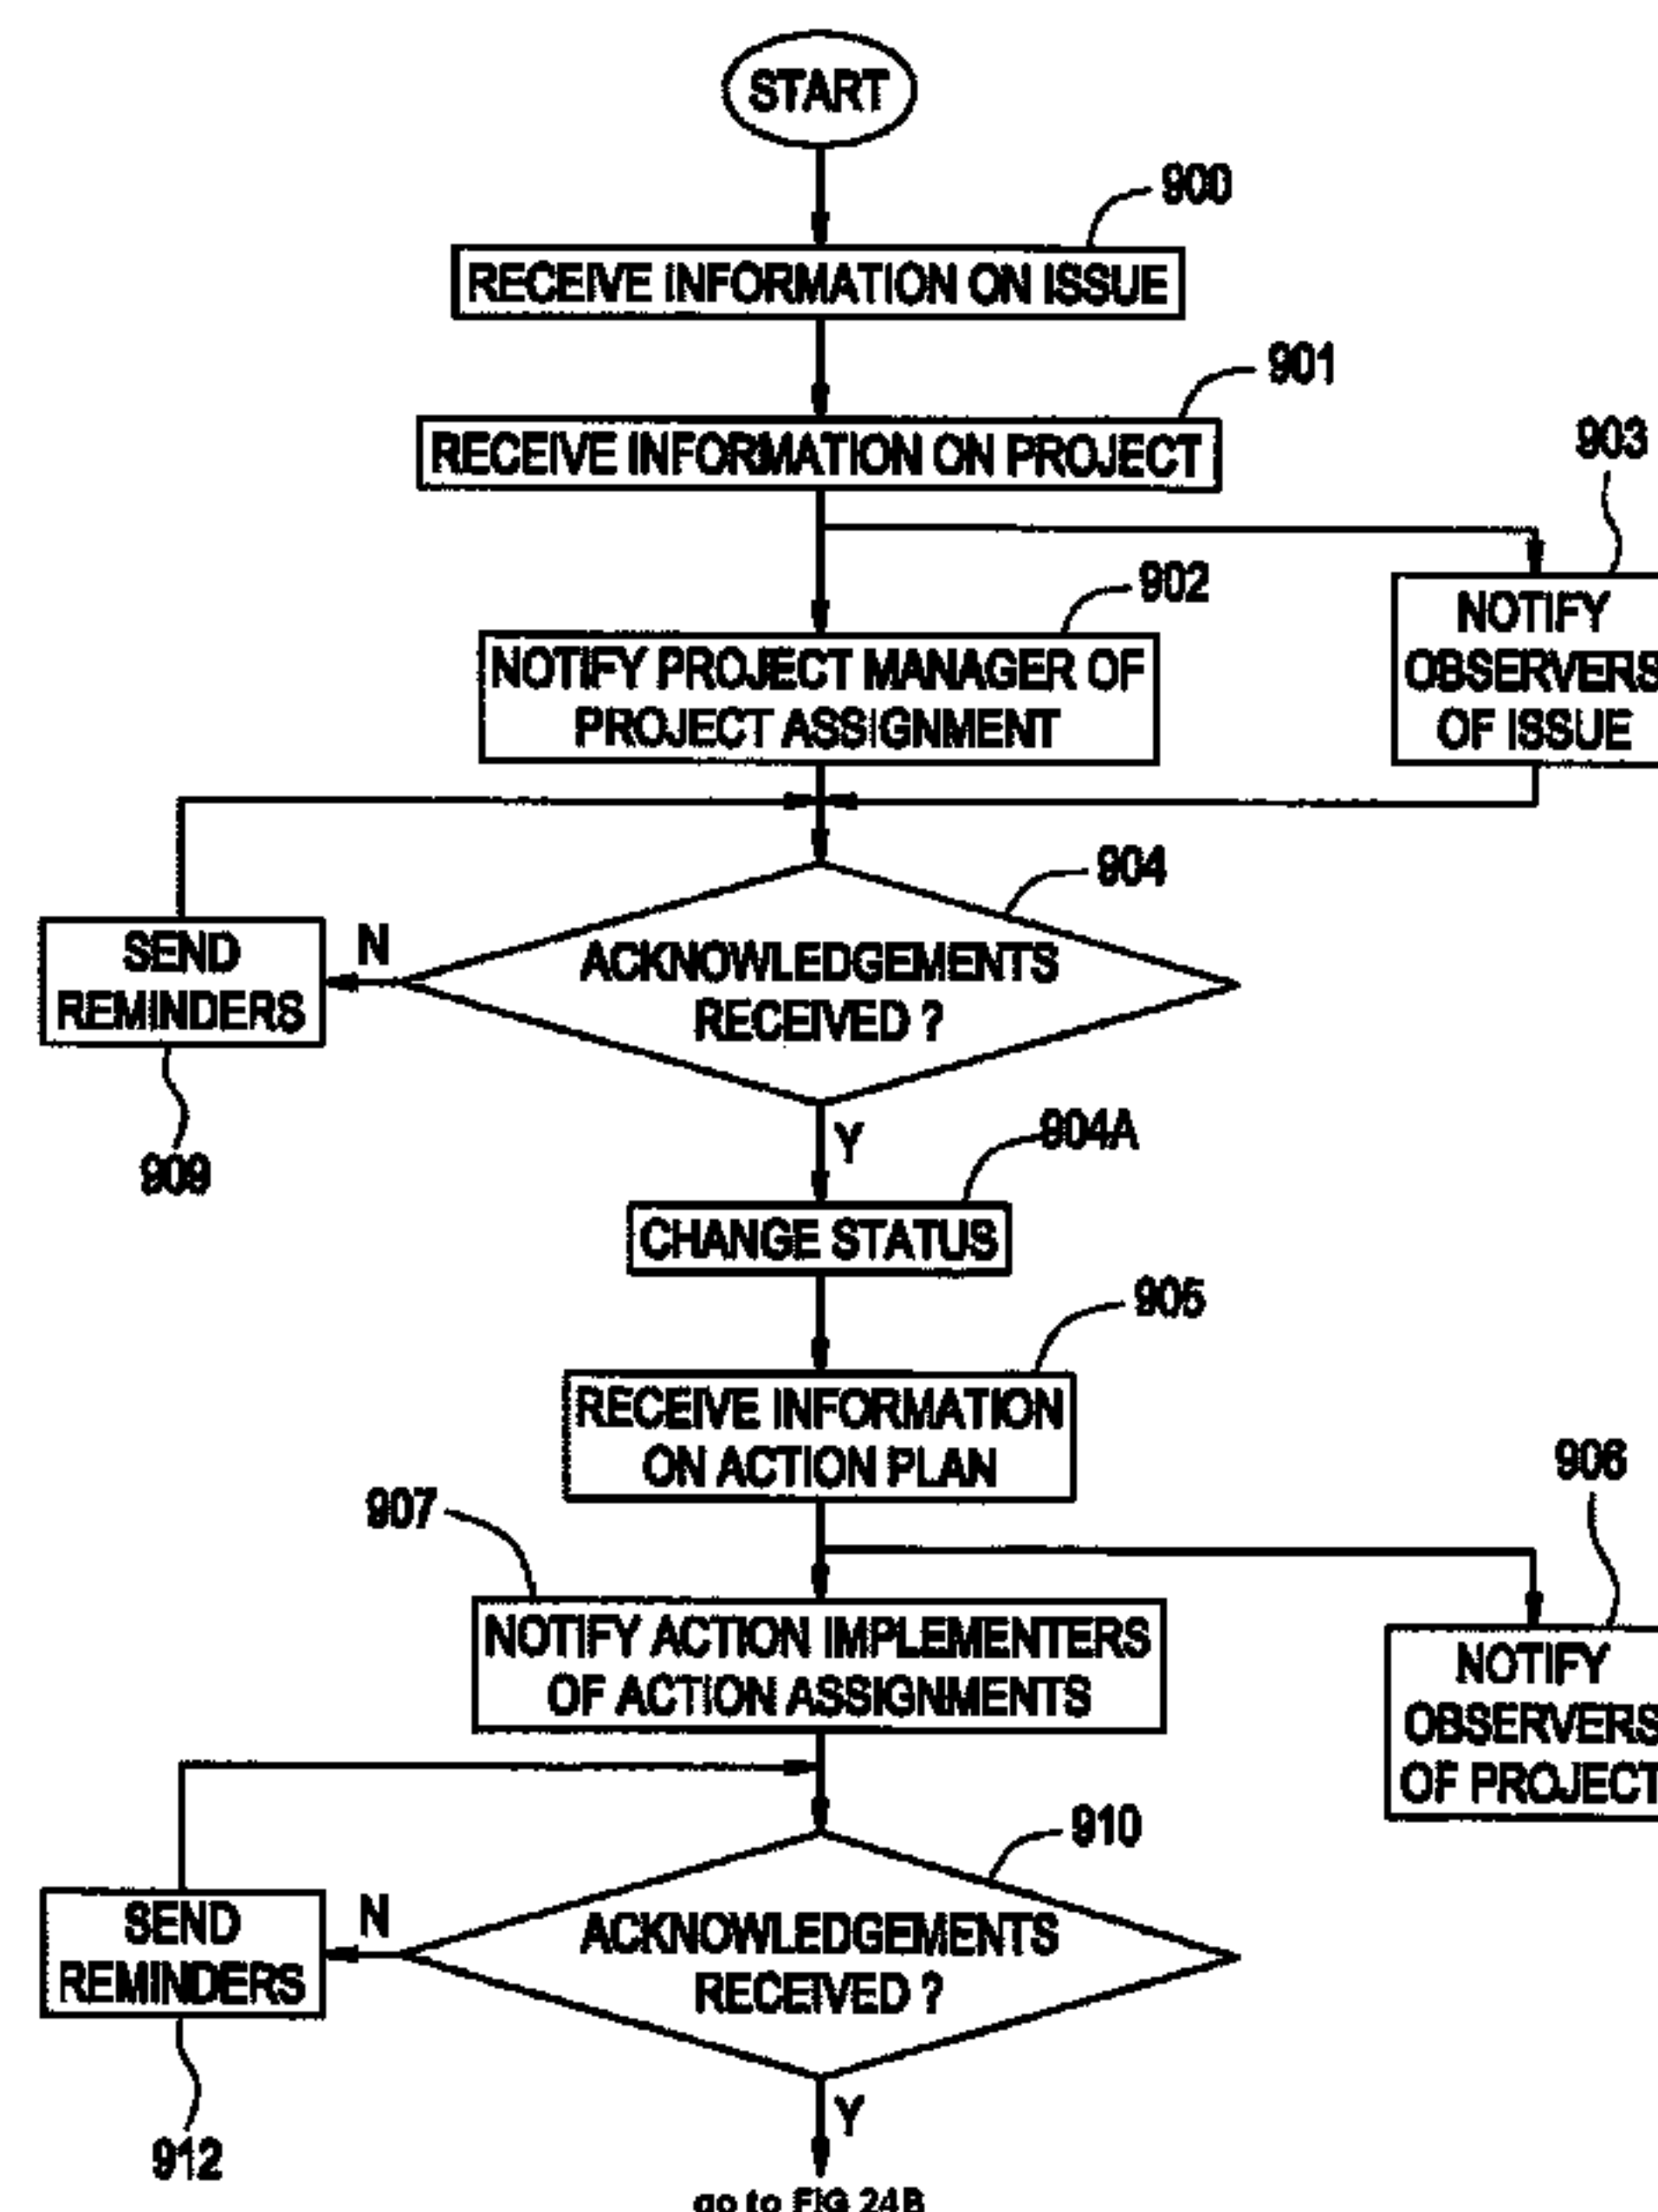 START
900
RECEIVE INFORMATION ON ISSUE
901
RECEIVE INFORMATION ON PROJECT
903
NOTIFY
OBSERVERS
OF ISSUE
902
NOTIFY PROJECT MANAGER OF
PROJECT ASSIGNMENT
904
ACKNOWLEDGEMENTS
RECEIVED ?
N
SEND
REMINDERS
909
Y
904A
CHANGE STATUS
905
RECEIVE INFORMATION
ON ACTION PLAN
906
NOTIFY
OBSERVERS
OF PROJECT
907
NOTIFY ACTION IMPLEMENTERS
OF ACTION ASSIGNMENTS
910
ACKNOWLEDGEMENTS
RECEIVED ?
N
SEND
REMINDERS
912
Y
go to FIG 24B